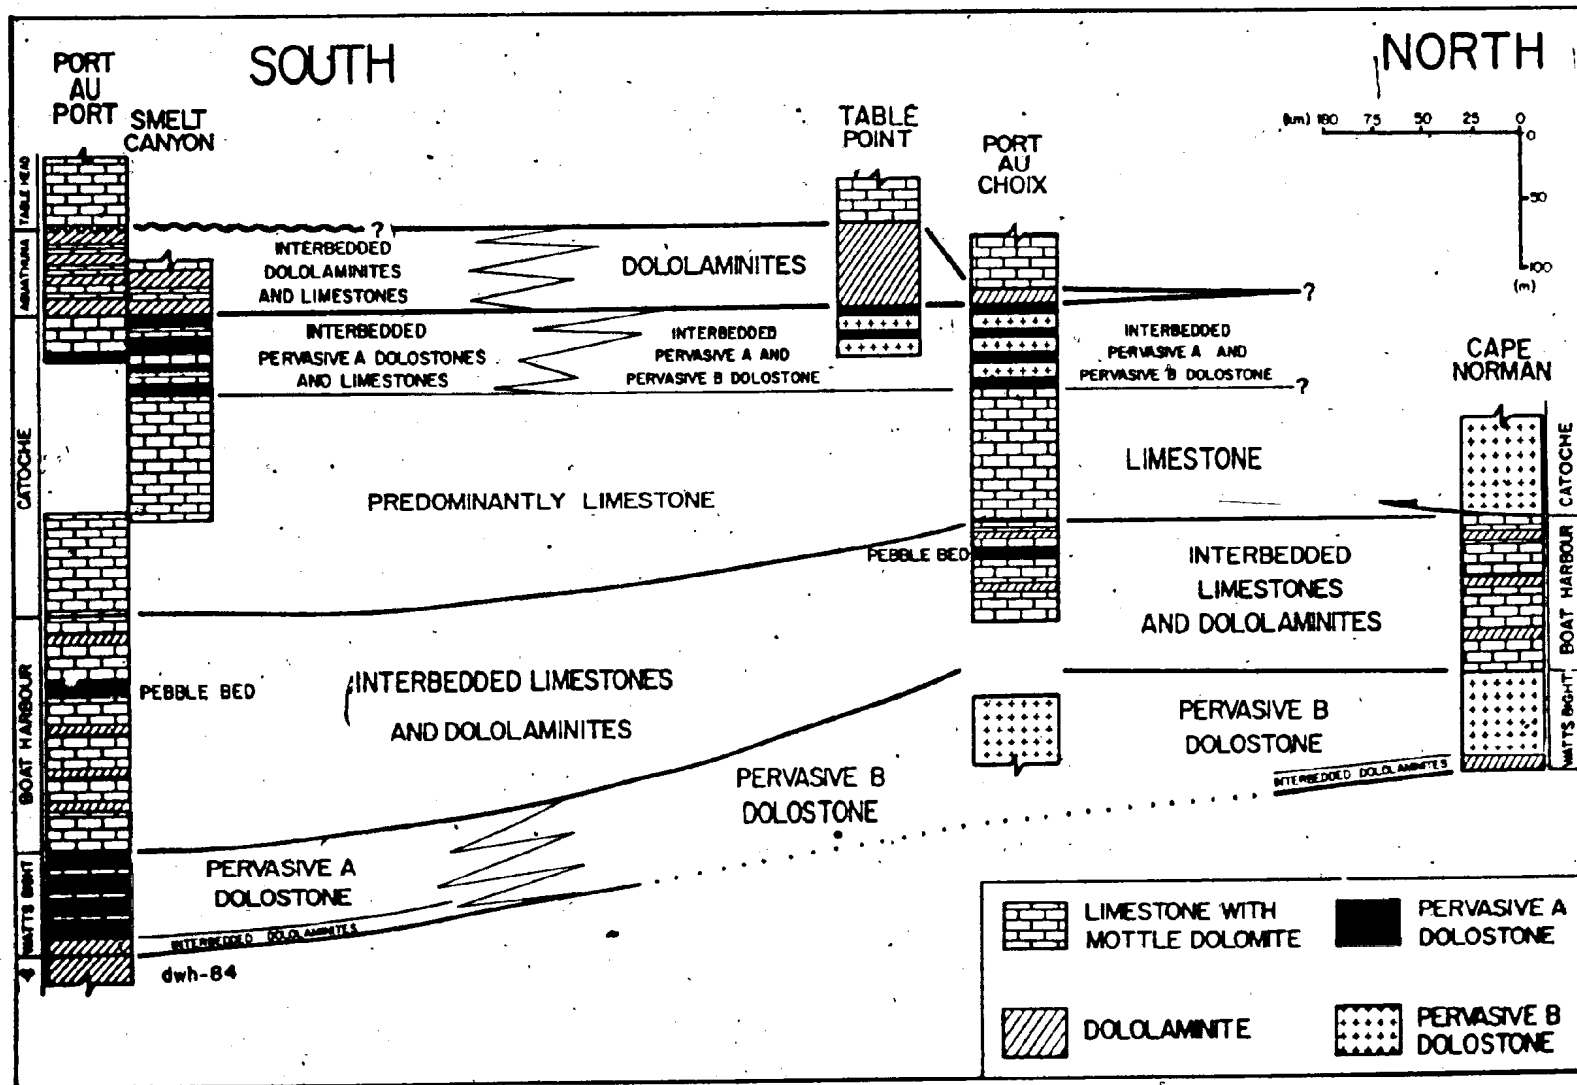 SOUTH
NORTH
PORT
AU
PORT
SMELT
CANYON
TABLE
POINT
PORT
AU
CHOIX
CAPE
NORMAN
(km) 100 75 50 25 0
0
50
100
(m)
TABLE HEAD
AGUATHUNA
CATOCHE
BOAT HARBOUR
WATTS BIGHT
?
INTERBEDDED
DOLOLAMINITES
AND LIMESTONES
DOLOLAMINITES
?
INTERBEDDED
PERVASIVE A DOLOSTONES
AND LIMESTONES
INTERBEDDED
PERVASIVE A AND
PERVASIVE B DOLOSTONE
INTERBEDDED
PERVASIVE A AND
PERVASIVE B DOLOSTONE
?
PREDOMINANTLY LIMESTONE
LIMESTONE
PEBBLE BED
INTERBEDDED
LIMESTONES
AND DOLOLAMINITES
PEBBLE BED
INTERBEDDED LIMESTONES
AND DOLOLAMINITES
PERVASIVE B
DOLOSTONE
PERVASIVE B
DOLOSTONE
INTERBEDDED DOLOLAMINITES
PERVASIVE A
DOLOSTONE
INTERBEDDED DOLOLAMINITES
dwh-84
CATOCHE
BOAT HARBOUR
WATTS BIGHT
LIMESTONE WITH
MOTTLE DOLOMITE
PERVASIVE A
DOLOSTONE
DOLOLAMINITE
PERVASIVE B
DOLOSTONE